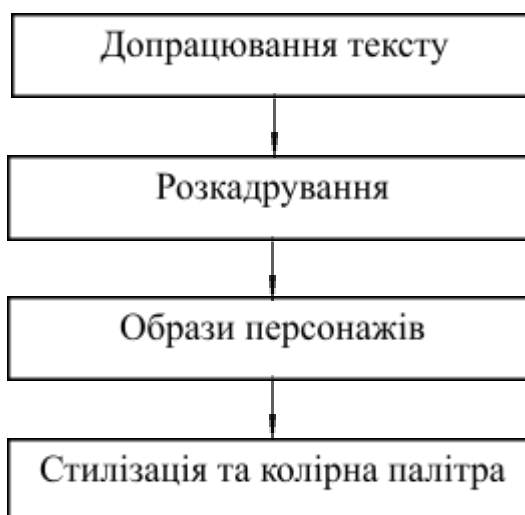 Допрацювання тексту
Розкадрування
Образи персонажів
Стилізація та колірна палітра